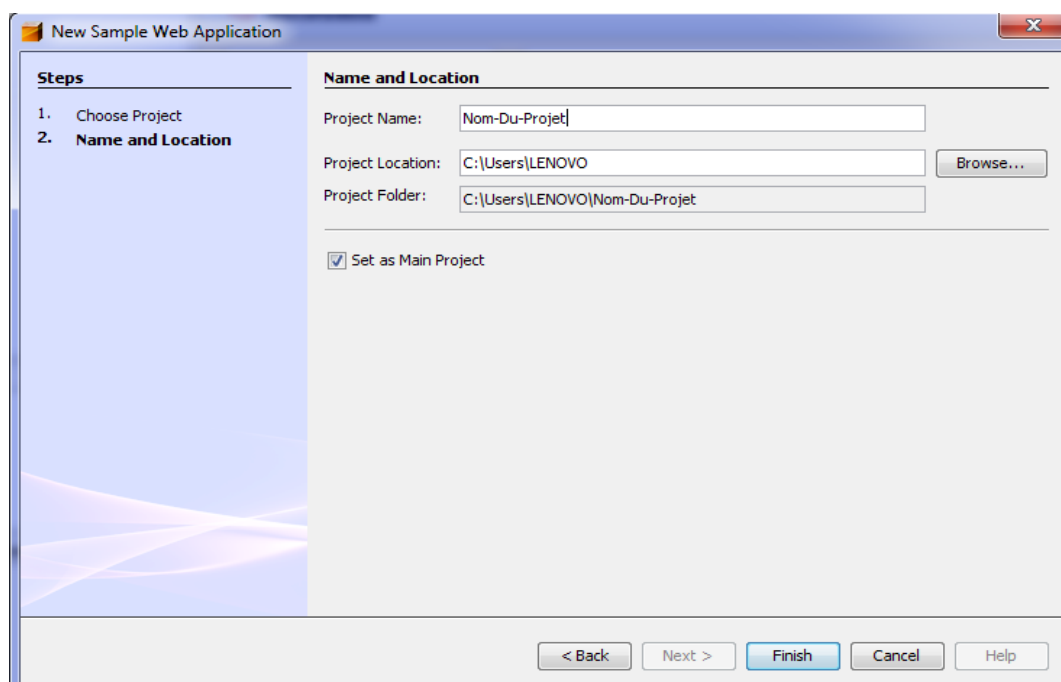 New Sample Web Application
Steps
1. Choose Project
2. Name and Location
Name and Location
Project Name: Nom-Du-Projet
Project Location: C:\Users\LENOVO Browse...
Project Folder: C:\Users\LENOVO\Nom-Du-Projet
Set as Main Project
< Back Next > Finish Cancel Help